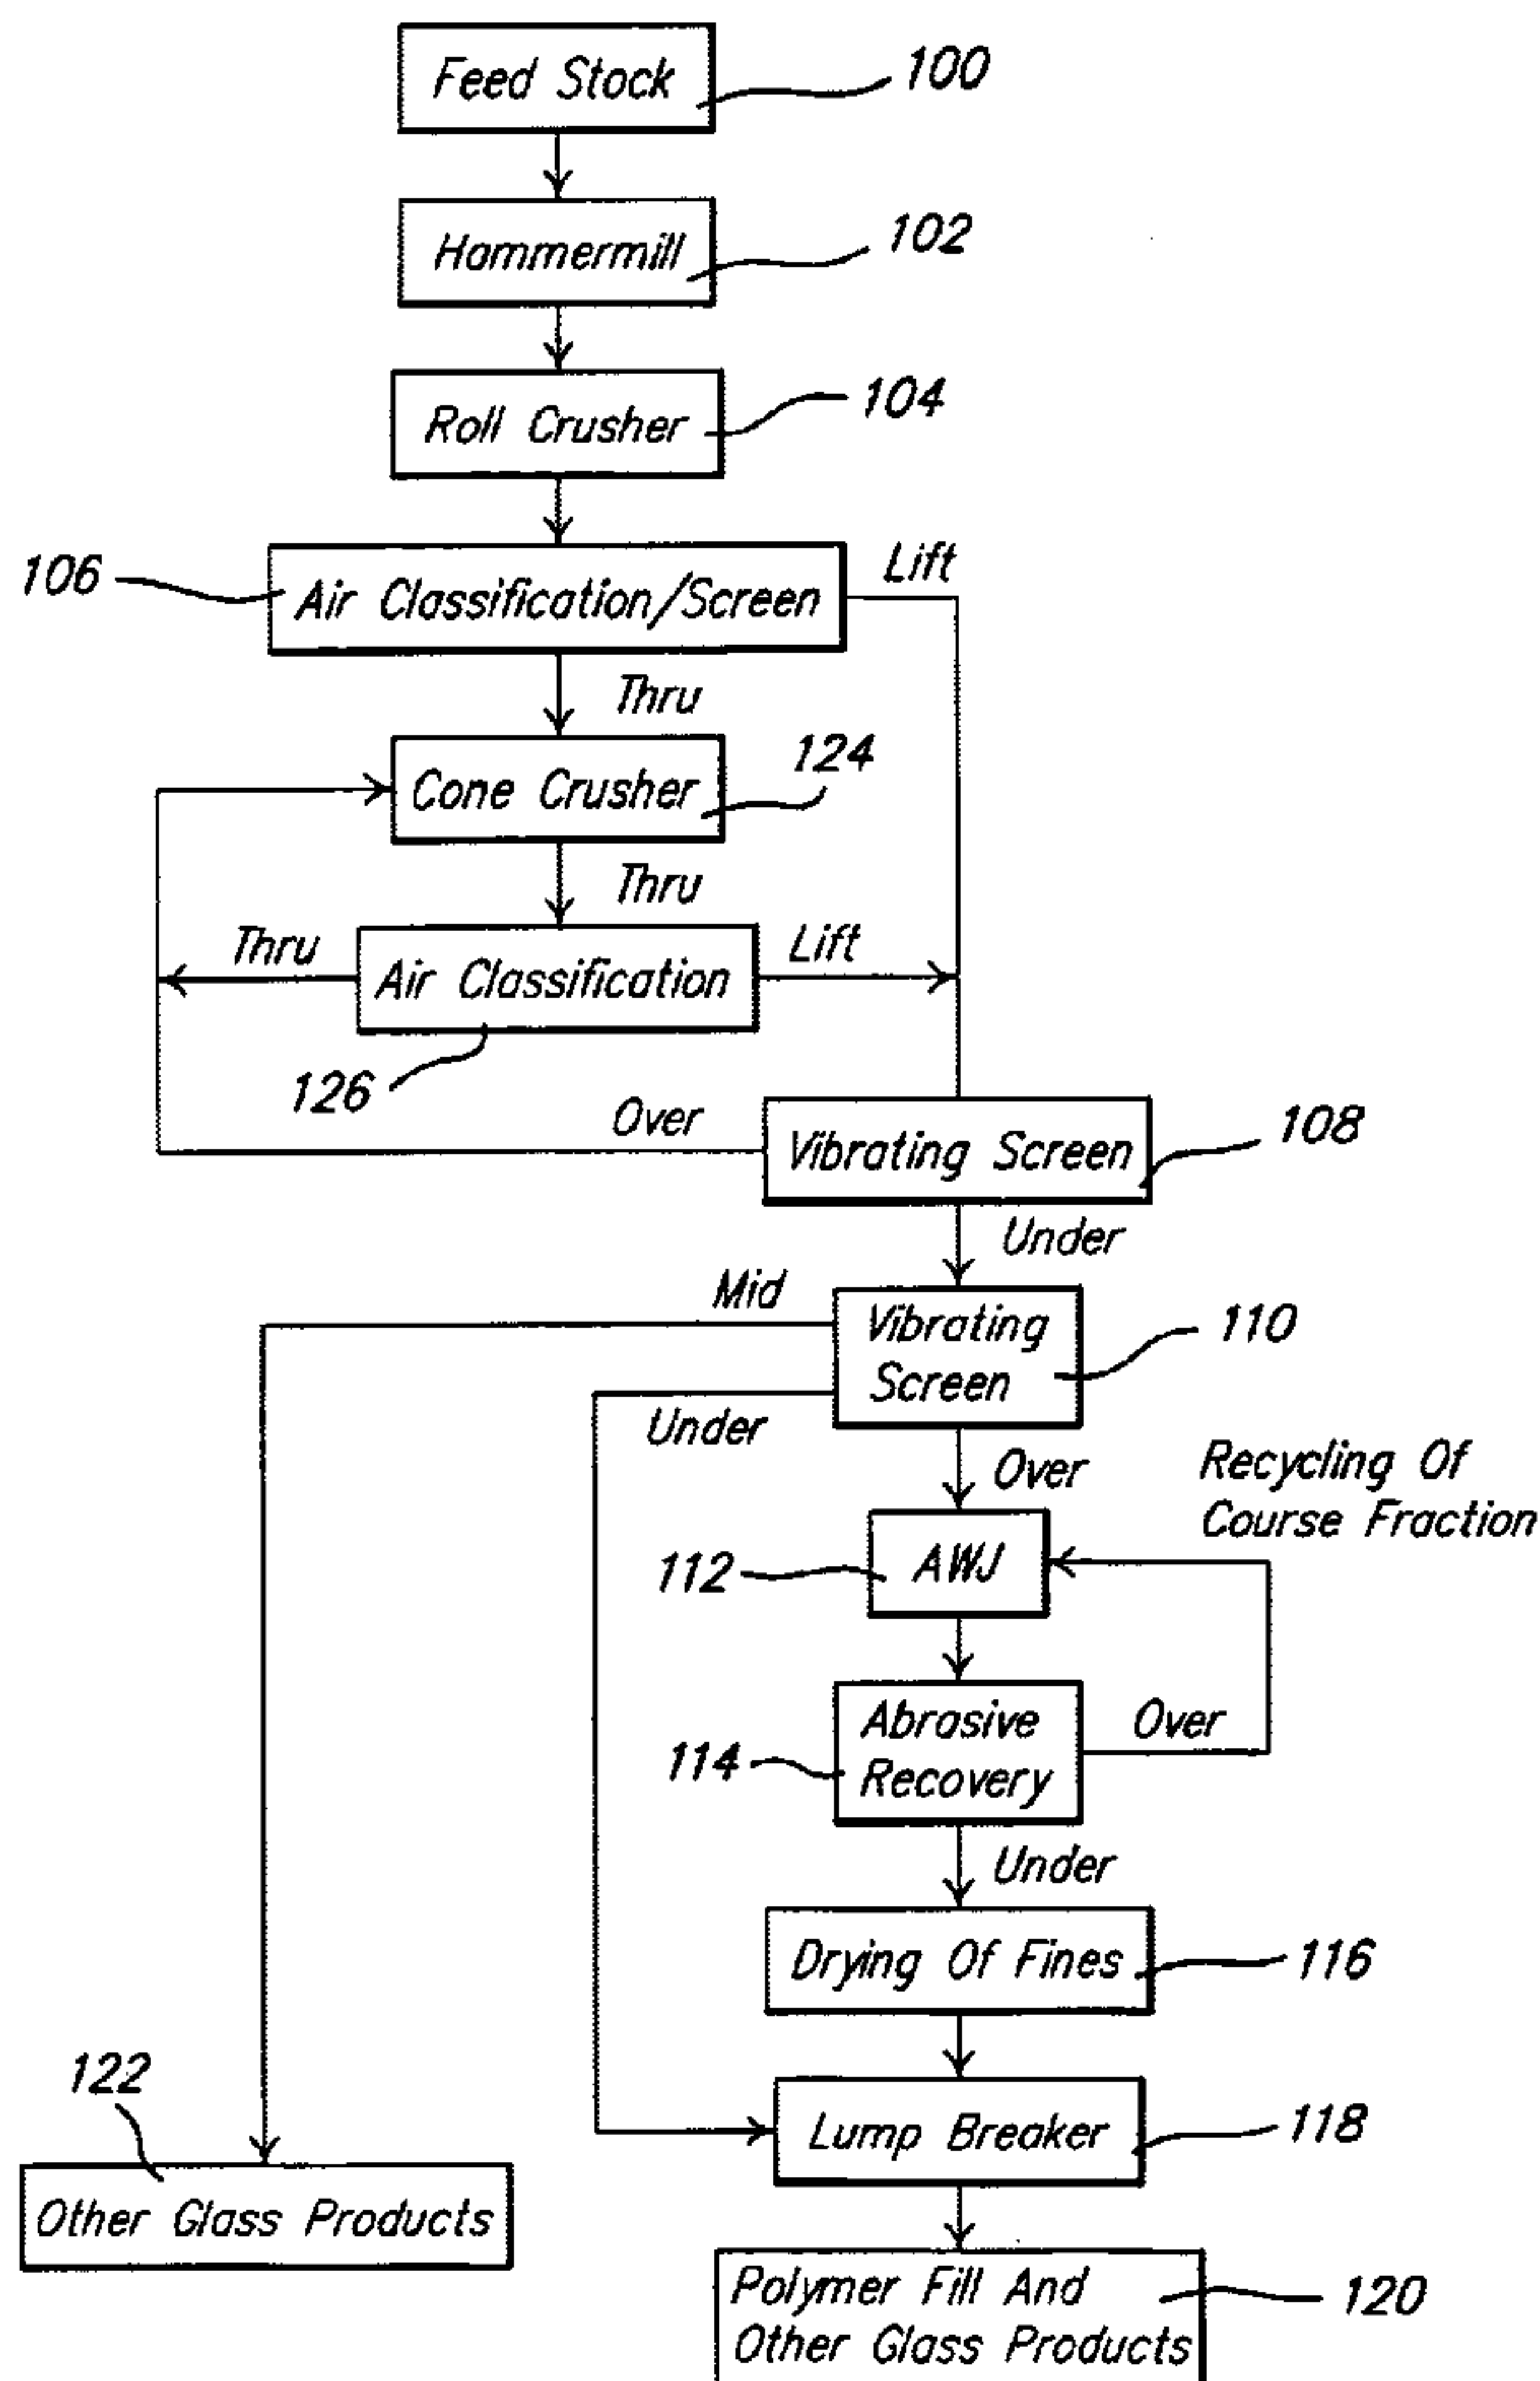 Feed Stock
100
Hammermill
102
Roll Crusher
104
106
Air Classification/Screen
Lift
Thru
Cone Crusher
124
Thru
Thru
Air Classification
Lift
126
Over
Vibrating Screen
108
Under
Mid
Vibrating
Screen
110
Under
Over
Recycling Of
Course Fraction
112
AWJ
Abrasive
Recovery
Over
114
Under
Drying Of Fines
116
122
Lump Breaker
118
Other Glass Products
Polymer Fill And
Other Glass Products
120